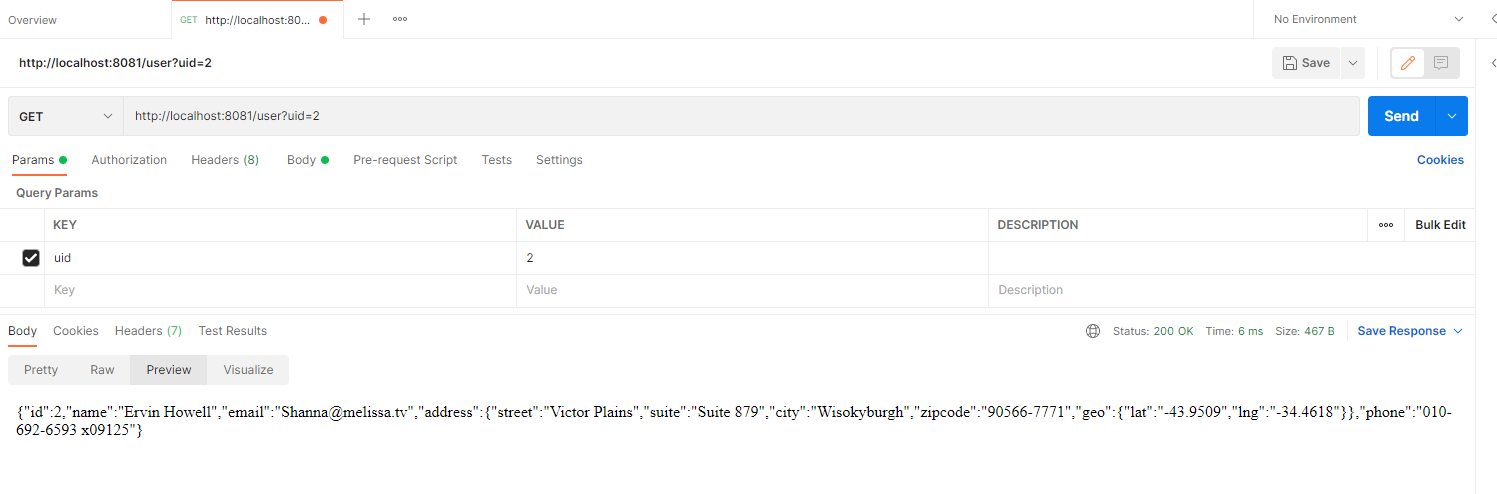 Overview
GET http://localhost:80...
No Environment
http://localhost:8081/user?uid=2
Save
GET http://localhost:8081/user?uid=2 Send
Params Authorization Headers (8) Body Pre-request Script Tests Settings Cookies
Query Params
KEY VALUE DESCRIPTION Bulk Edit
uid 2
Key Value Description
Body Cookies Headers (7) Test Results Status: 200 OK Time: 6 ms Size: 467 B Save Response
Pretty Raw Preview Visualize
{"id":2,"name":"Ervin Howell","email":"Shanna@melissa.tv","address":{"street":"Victor Plains","suite":"Suite 879","city":"Wisokyburgh","zipcode":"90566-7771","geo":{"lat":"-43.9509","lng":"-34.4618"}},"phone":"010-
692-6593 x09125"}